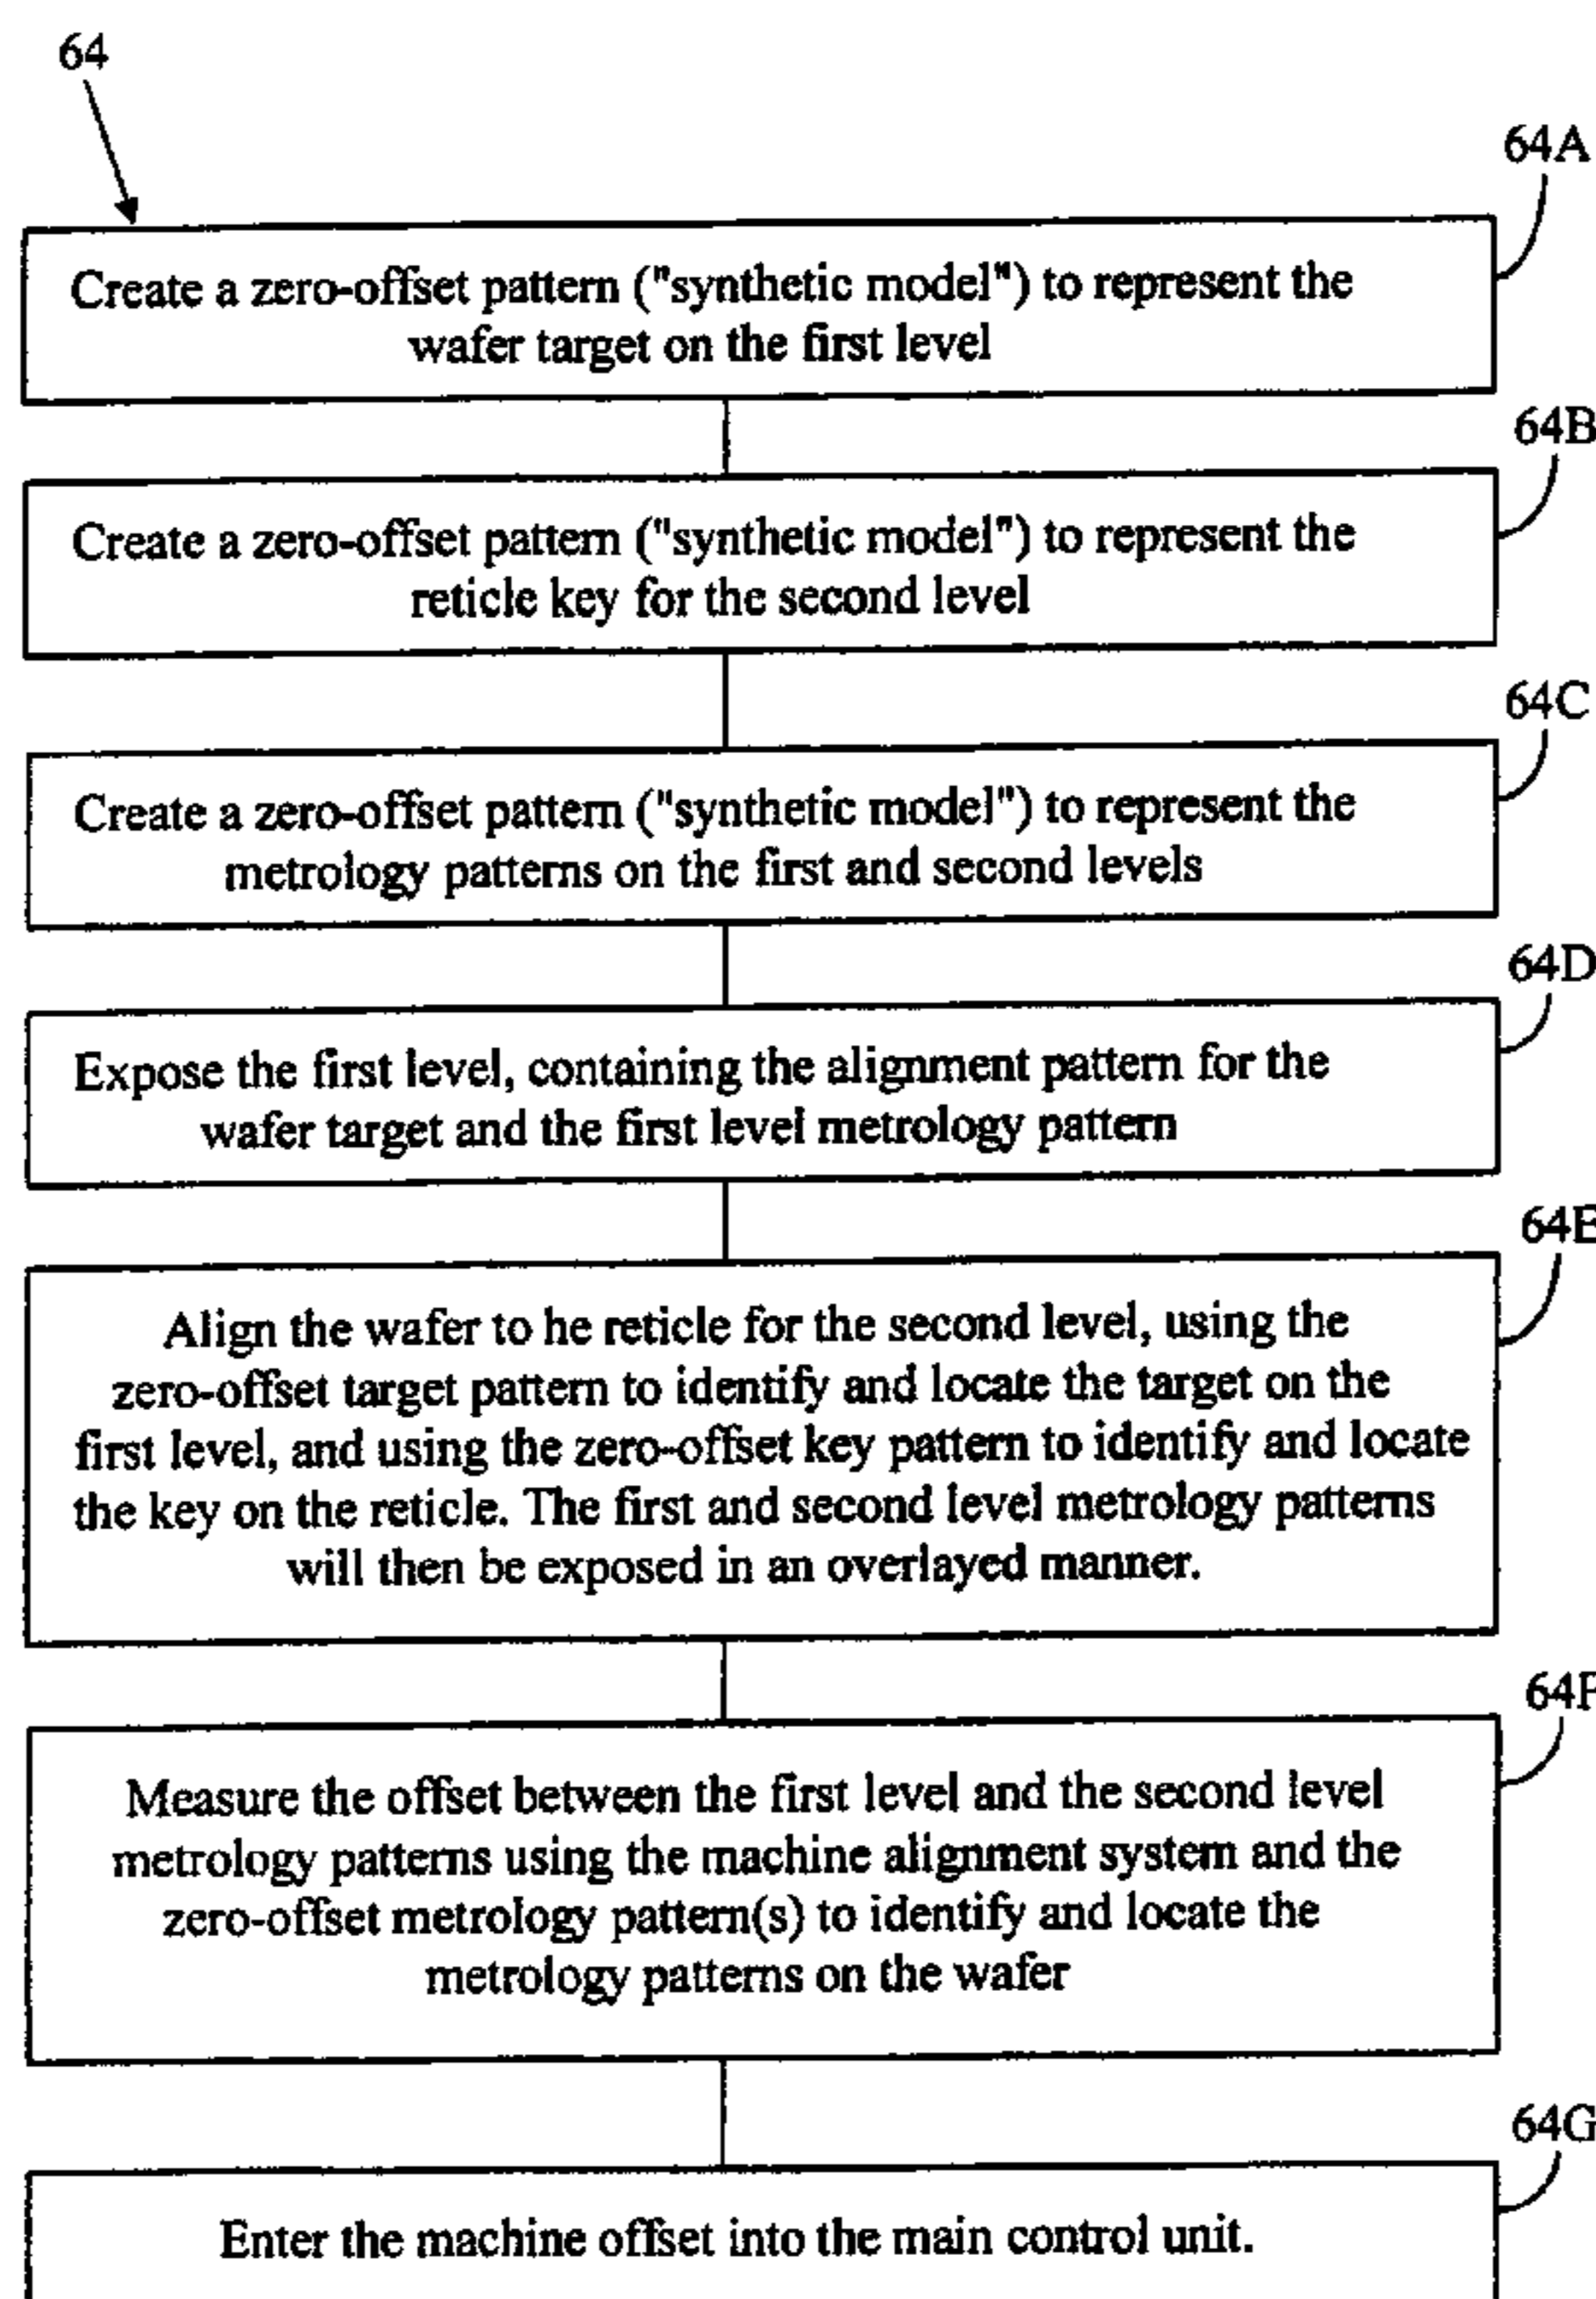 64
64A
Create a zero-offset pattern ("synthetic model") to represent the
wafer target on the first level
64B
Create a zero-offset pattern ("synthetic model") to represent the
reticle key for the second level
64C
Create a zero-offset pattern ("synthetic model") to represent the
metrology patterns on the first and second levels
64D
Expose the first level, containing the alignment pattern for the
wafer target and the first level metrology pattern
64E
Align the wafer to he reticle for the second level, using the
zero-offset target pattern to identify and locate the target on the
first level, and using the zero-offset key pattern to identify and locate
the key on the reticle. The first and second level metrology patterns
will then be exposed in an overlayed manner.
64F
Measure the offset between the first level and the second level
metrology patterns using the machine alignment system and the
zero-offset metrology pattern(s) to identify and locate the
metrology patterns on the wafer
64G
Enter the machine offset into the main control unit.